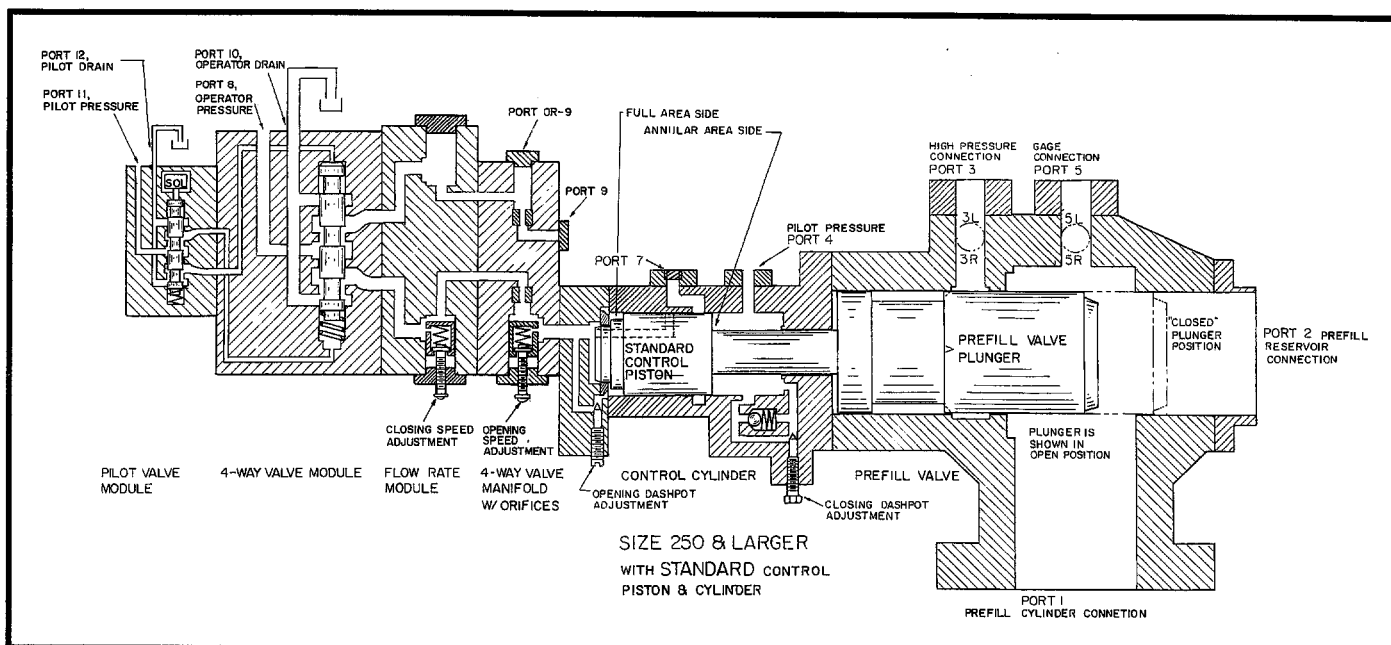 PORT 12,
PILOT DRAIN
PORT 11,
PILOT PRESSURE
PORT 10,
OPERATOR DRAIN
PORT 8,
OPERATOR
PRESSURE
SOL
PORT OR-9
PORT 9
FULL AREA SIDE
ANNULAR AREA SIDE
PORT 7
PILOT PRESSURE
PORT 4
HIGH PRESSURE
CONNECTION
PORT 3
GAGE
CONNECTION
PORT 5
3L
3R
5L
5R
STANDARD
CONTROL
PISTON
PREFILL VALVE
PLUNGER
"CLOSED"
PLUNGER
POSITION
PORT 2 PREFILL
RESERVOIR
CONNECTION
PLUNGER IS
SHOWN IN
OPEN POSITION
CLOSING SPEED
ADJUSTMENT
OPENING
SPEED
ADJUSTMENT
OPENING DASHPOT
ADJUSTMENT
CLOSING DASHPOT
ADJUSTMENT
PILOT VALVE
MODULE
4-WAY VALVE MODULE
FLOW RATE
MODULE
4-WAY VALVE
MANIFOLD
W/ ORIFICES
CONTROL CYLINDER
PREFILL VALVE
SIZE 250 & LARGER
WITH STANDARD CONTROL
PISTON & CYLINDER
PORT 1
PREFILL CYLINDER CONNETION